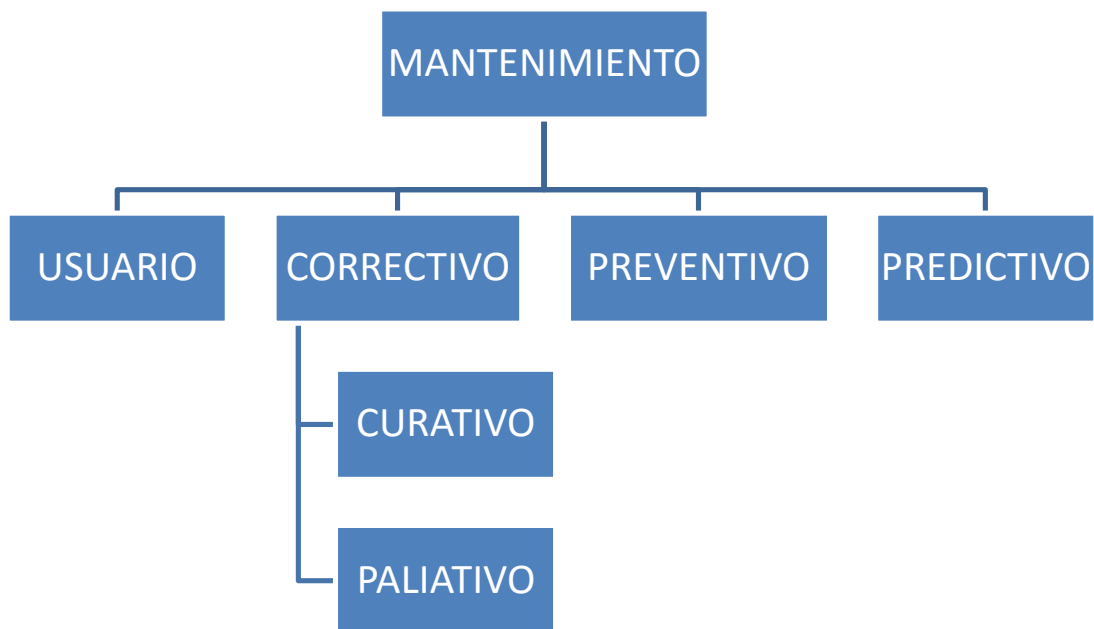 MANTENIMIENTO
USUARIO
CORRECTIVO
PREVENTIVO
PREDICTIVO
CURATIVO
PALIATIVO